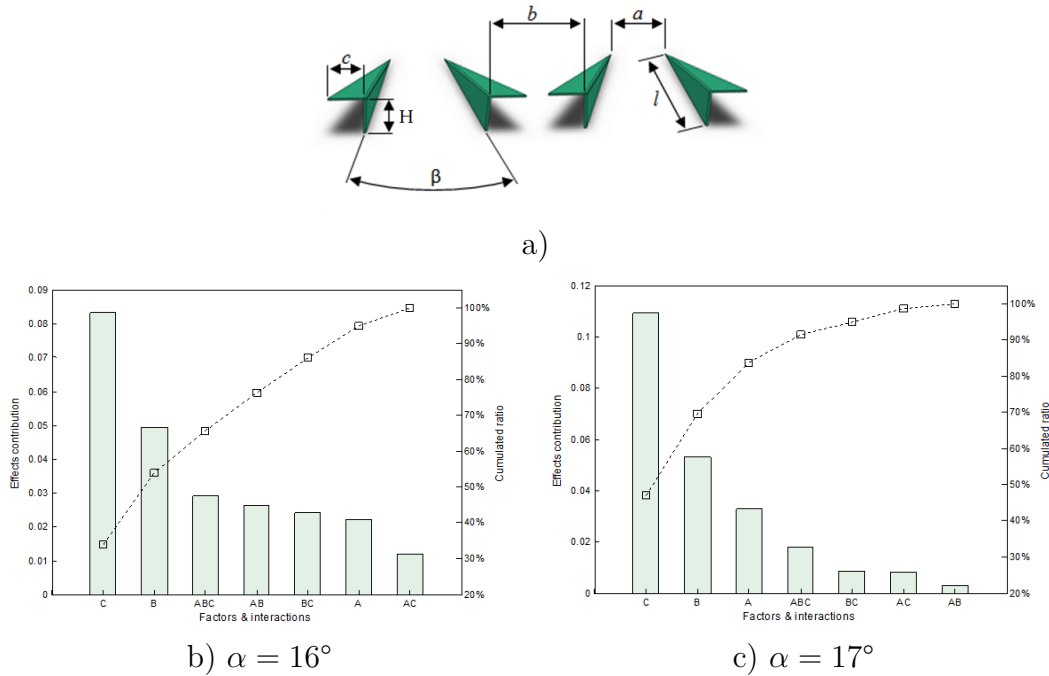 b
a
c
H
l
β
a)
0.09
0.08
0.07
0.06
0.05
0.04
0.03
0.02
0.01
0
Effects contribution
100%
90%
80%
70%
60%
50%
40%
30%
20%
Cumulated ratio
C B ABC AB BC A AC
Factors & interactions
b) α = 16°
0.12
0.1
0.08
0.06
0.04
0.02
0
Effects contribution
100%
90%
80%
70%
60%
50%
40%
30%
20%
Cumulated ratio
C B A ABC BC AC AB
Factors & interactions
c) α = 17°